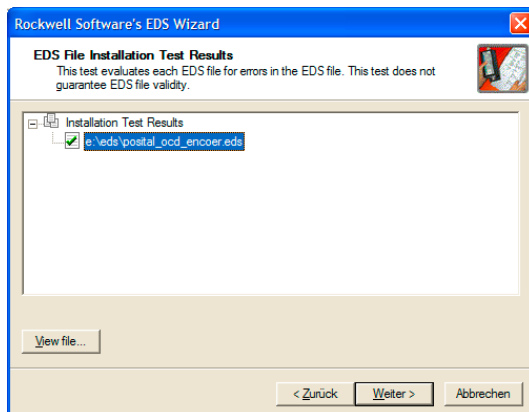 Rockwell Software's EDS Wizard
EDS File Installation Test Results
This test evaluates each EDS file for errors in the EDS file. This test does not
guarantee EDS file validity.
Installation Test Results
e:\eds\posital_ocd_encoer.eds
View file...
< Zurück
Weiter >
Abbrechen